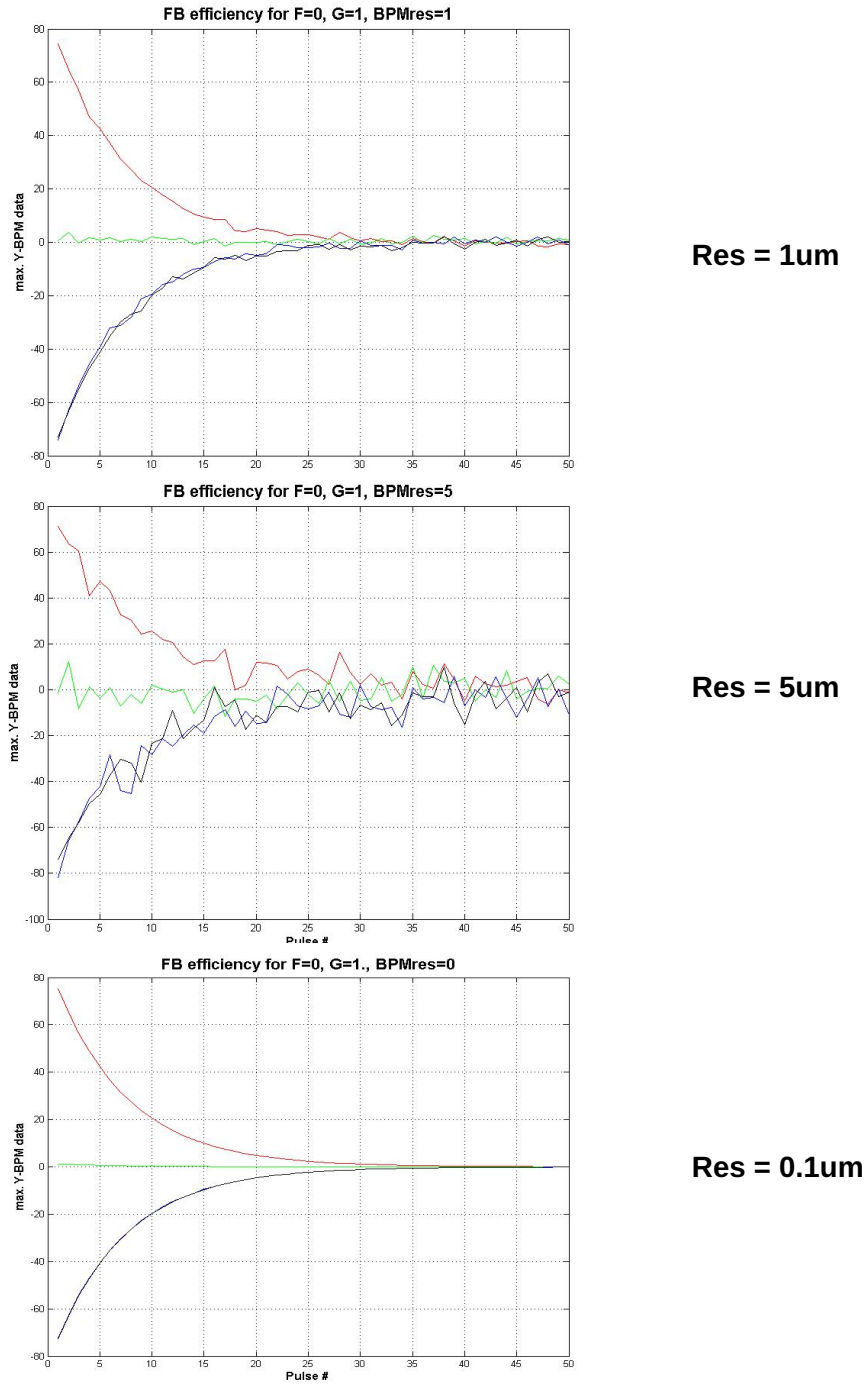 FB efficiency for F=0, G=1, BPMres=1
80
60
40
20
0
-20
-40
-60
-80
max. Y-BPM data
0 5 10 15 20 25 30 35 40 45 50
Res = 1um
FB efficiency for F=0, G=1, BPMres=5
80
60
40
20
0
-20
-40
-60
-80
-100
max. Y-BPM data
0 5 10 15 20 25 30 35 40 45 50
Pulse #
Res = 5um
FB efficiency for F=0, G=1., BPMres=0
80
60
40
20
0
-20
-40
-60
-80
max. Y-BPM data
0 5 10 15 20 25 30 35 40 45 50
Pulse #
Res = 0.1um